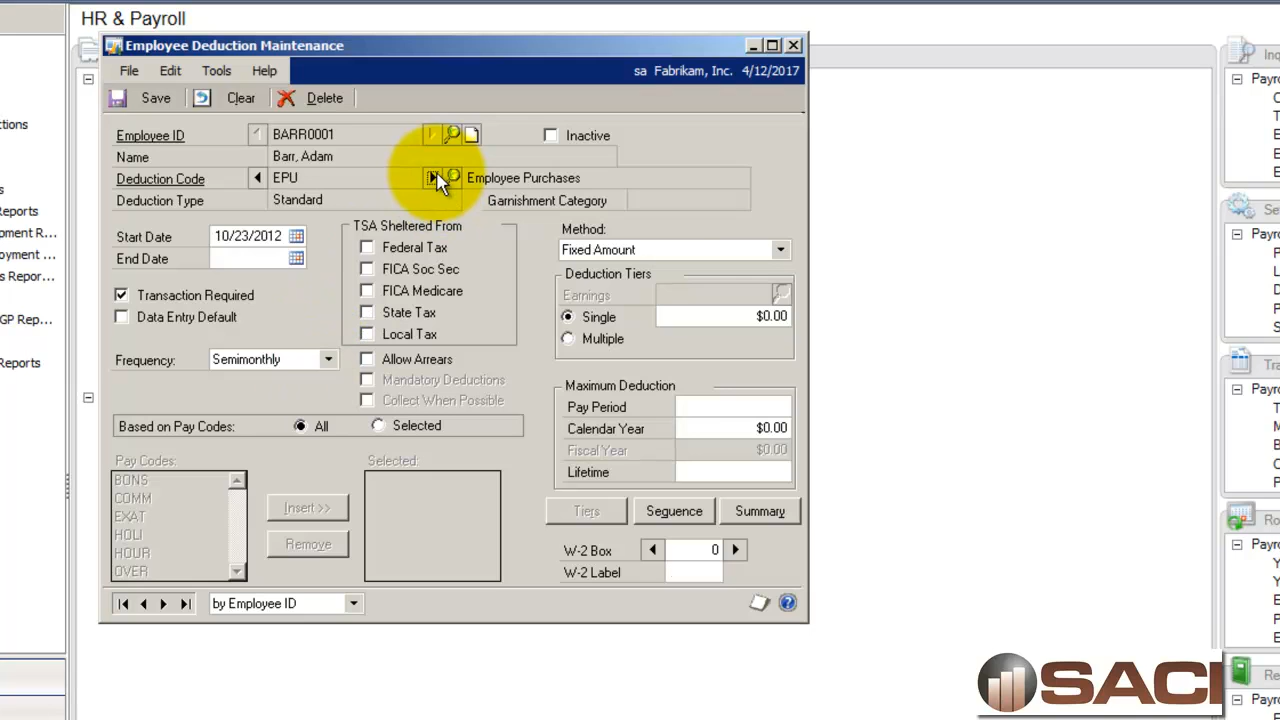 HR & Payroll
Employee Deduction Maintenance
File Edit Tools Help
sa Fabrikam, Inc. 4/12/2017
Save Clear Delete
Employee ID BARR0001 Inactive
Name Barr, Adam
Deduction Code EPU Employee Purchases
Deduction Type Standard Garnishment Category
Start Date 10/23/2012
End Date
Transaction Required
Data Entry Default
Frequency: Semimonthly
TSA Sheltered From
Federal Tax
FICA Soc Sec
FICA Medicare
State Tax
Local Tax
Allow Arrears
Mandatory Deductions
Collect When Possible
Method:
Fixed Amount
Deduction Tiers
Earnings
Single $0.00
Multiple
Maximum Deduction
Pay Period
Calendar Year $0.00
Fiscal Year $0.00
Lifetime
Based on Pay Codes: All Selected
Pay Codes:
BONS
COMM
EXAT
HOLI
HOUR
OVER
Insert >>
Remove
Selected:
Tiers Sequence Summary
W-2 Box 0
W-2 Label
by Employee ID
ctions
s
Reports
opment R...
oyment ...
s Repor...
GP Rep...
Reports
Inq
Payro
C
T
E
Se
Payro
P
L
D
P
S
Tra
Payro
T
M
B
C
P
Ro
Payro
Y
Y
E
P
E
Re
Payro
SACI